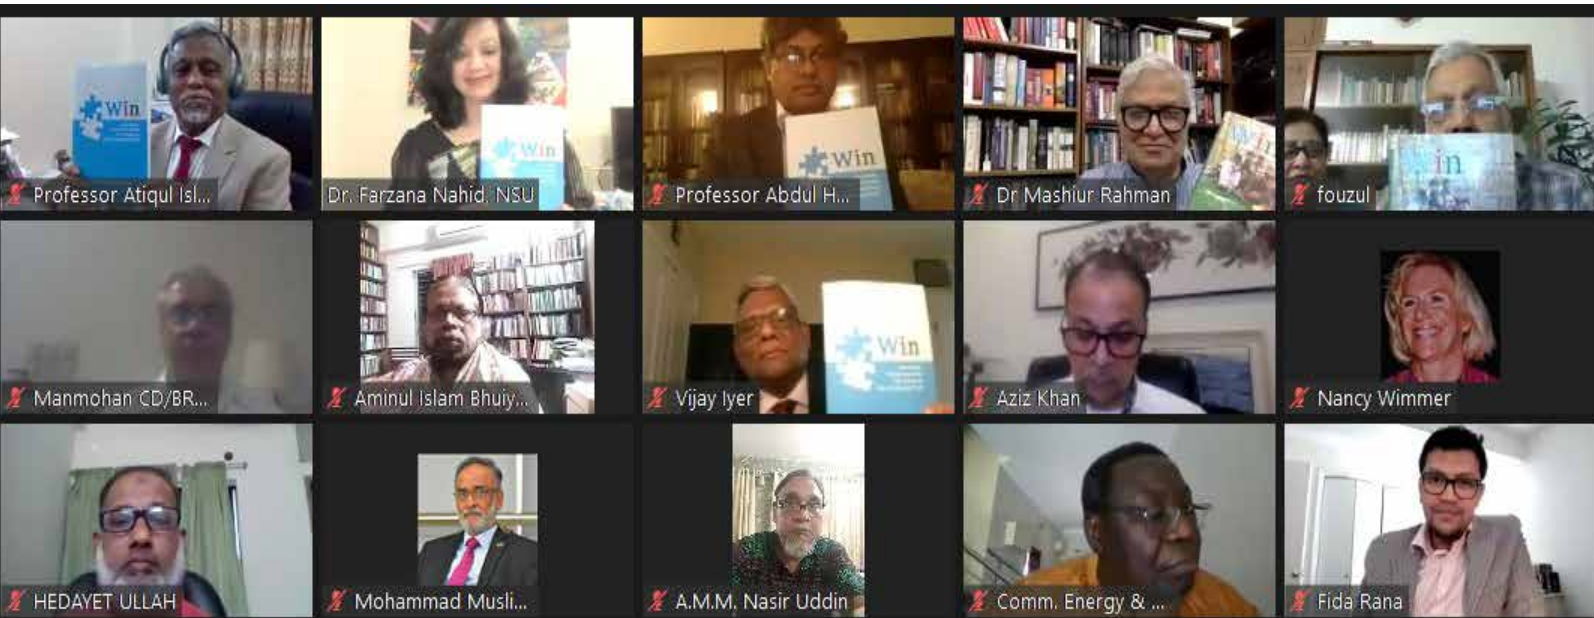 Win
Professor Atiqul Isl...
Win
Dr. Farzana Nahid, NSU
Win
Professor Abdul H...
Win
Dr Mashiur Rahman
Win
fouzul
Manmohan CD/BR...
Aminul Islam Bhuiy...
Win
Vijay Iyer
Aziz Khan
Nancy Wimmer
HEDAYET ULLAH
Mohammad Musli...
A.M.M. Nasir Uddin
Comm. Energy & ...
Fida Rana